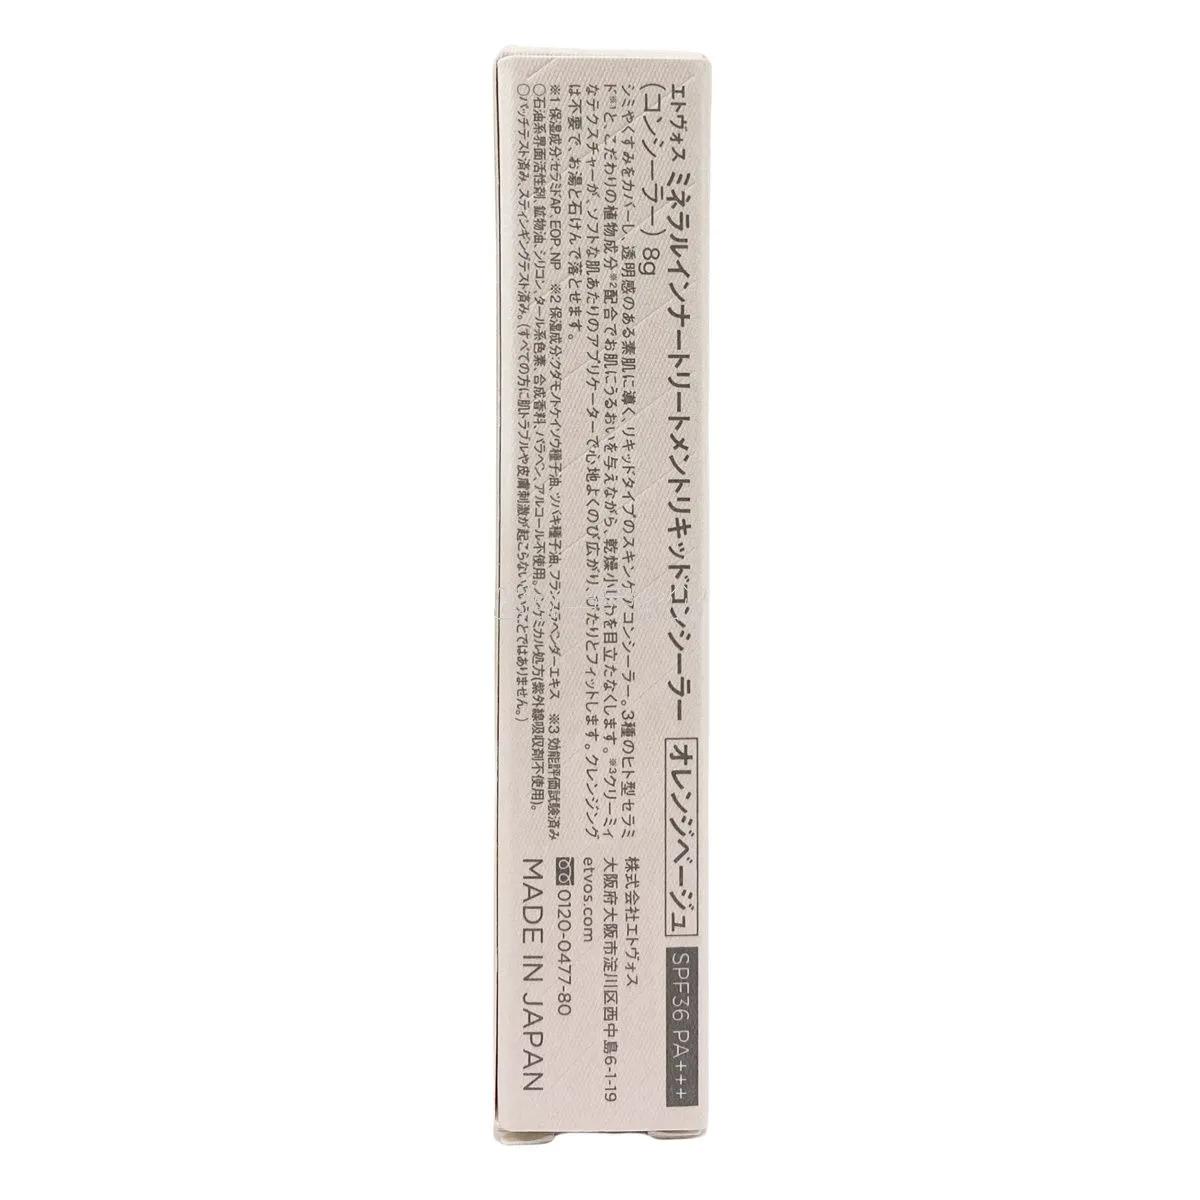 エトヴォス ミネラルインナートリートメントリキッドコンシーラー オレンジベージュ SPF36 PA+++
(コンシーラー) 8g
シミやくすみをカバーし、透明感のある素肌に導く、リキッドタイプのスキンケアコンシーラー。3種のヒト型セラミ
ド※1と、こだわりの植物成分※2配合でお肌にうるおいを与えながら、乾燥小じわを目立たなくします。※3クリーミィ
なテクスチャーが、ソフトな肌あたりのアプリケーターで心地よくのび広がり、ぴたりとフィットします。クレンジング
は不要で、お湯と石けんで落とせます。
※1 保湿成分:セラミドAP、EOP、NP ※2 保湿成分:クダモノトケイソウ種子油、ツバキ種子油、フランスラベンダーエキス ※3 効能評価試験済み
○石油系界面活性剤、鉱物油、シリコン、タール系色素、合成香料、パラベン、アルコール不使用。ノンケミカル処方(紫外線吸収剤不使用)。
○パッチテスト済み、スティンギングテスト済み。(すべての方に肌トラブルや皮膚刺激が起こらないということではありません。)
株式会社エトヴォス
大阪府大阪市淀川区西中島6-1-19
etvos.com
0120-0477-80
MADE IN JAPAN